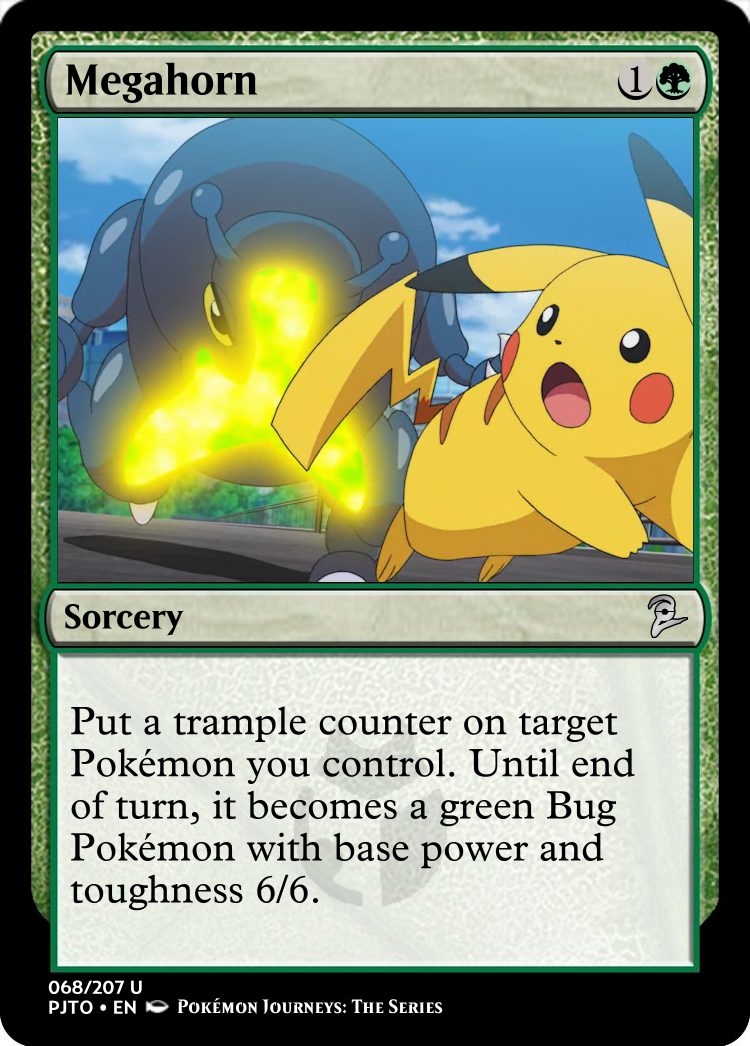 Megahorn 1
Sorcery
Put a trample counter on target
Pokémon you control. Until end
of turn, it becomes a green Bug
Pokémon with base power and
toughness 6/6.
068/207 U
PJTO • EN Pokémon Journeys: The Series